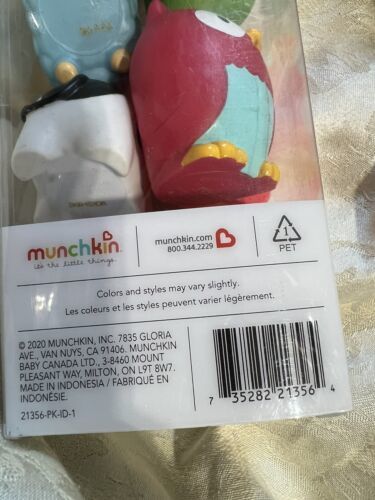 munchkin
it's the little things.
munchkin.com
800.344.2229
1
PET
Colors and styles may vary slightly.
Les couleurs et les styles peuvent varier légèrement.
© 2020 MUNCHKIN, INC. 7835 GLORIA
AVE., VAN NUYS, CA 91406. MUNCHKIN
BABY CANADA LTD., 3-8460 MOUNT
PLEASANT WAY, MILTON, ON L9T 8W7.
MADE IN INDONESIA / FABRIQUÉ EN
INDONÉSIE.
21356-PK-ID-1
7 35282 21356 4